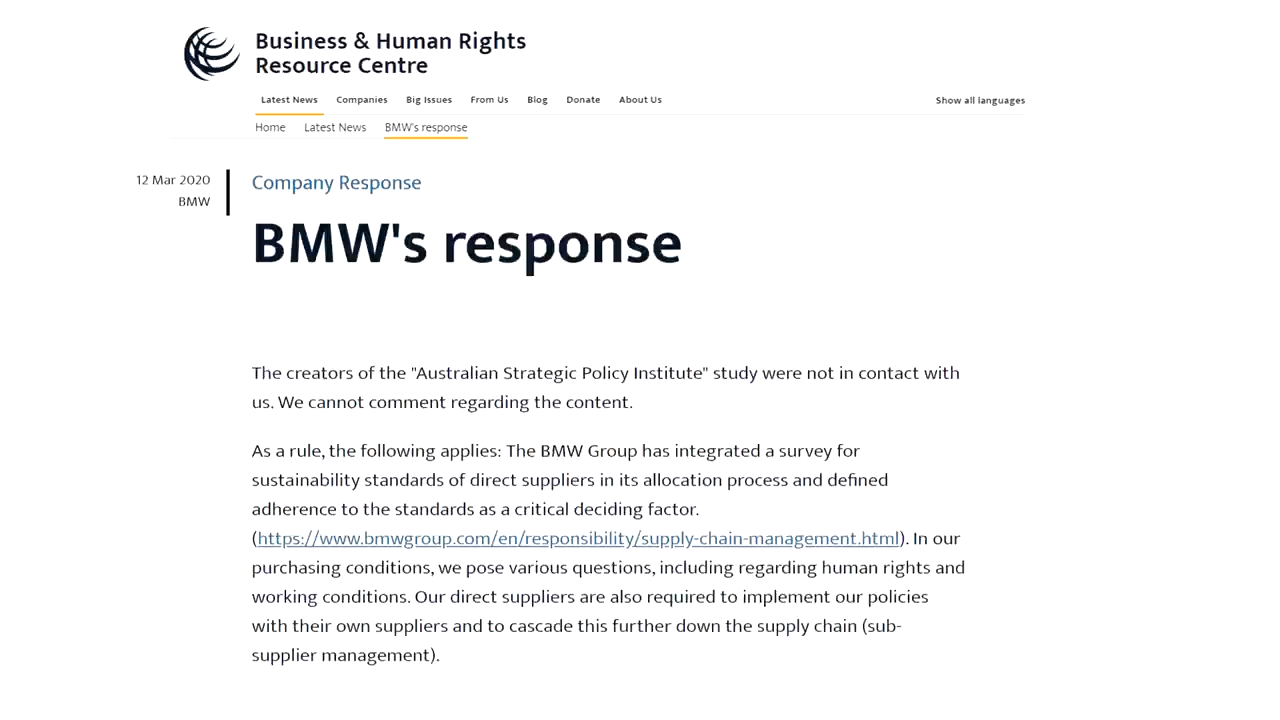 Business & Human Rights
Resource Centre
Latest News Companies Big Issues From Us Blog Donate About Us Show all languages
Home Latest News BMW's response
12 Mar 2020
BMW
Company Response
BMW's response
The creators of the "Australian Strategic Policy Institute" study were not in contact with
us. We cannot comment regarding the content.
As a rule, the following applies: The BMW Group has integrated a survey for
sustainability standards of direct suppliers in its allocation process and defined
adherence to the standards as a critical deciding factor.
(https://www.bmwgroup.com/en/responsibility/supply-chain-management.html). In our
purchasing conditions, we pose various questions, including regarding human rights and
working conditions. Our direct suppliers are also required to implement our policies
with their own suppliers and to cascade this further down the supply chain (sub-
supplier management).